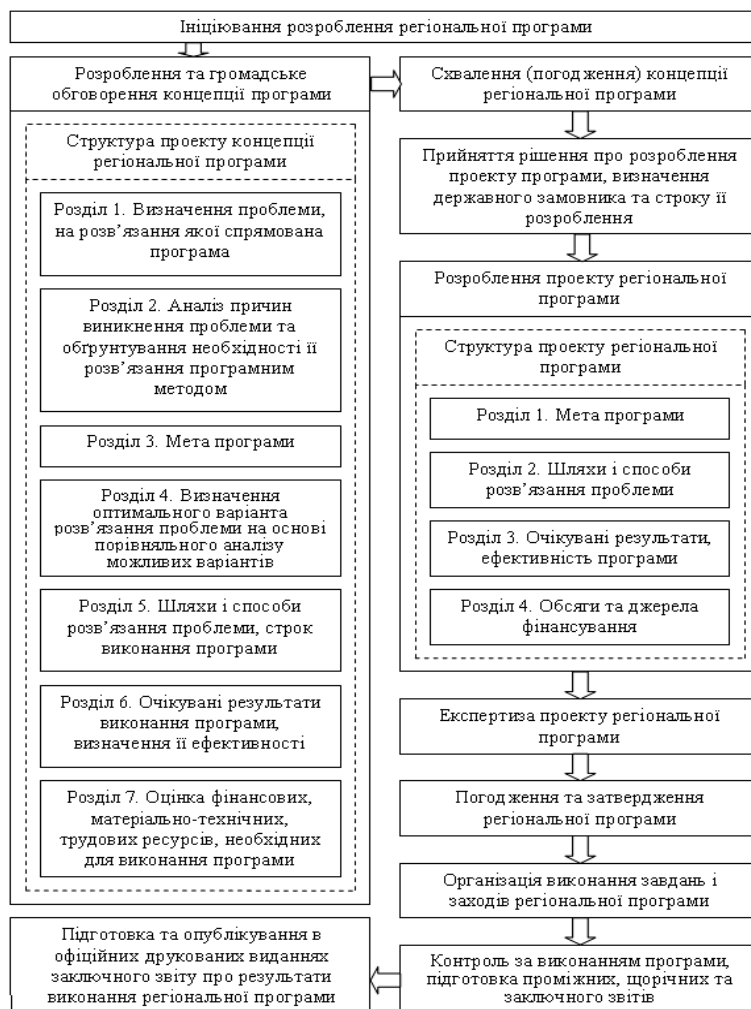 Ініціювання розроблення регіональної програми
Розроблення та громадське
обговорення концепції програми
Структура проекту концепції
регіональної програми
Розділ 1. Визначення проблеми,
на розв’язання якої спрямована
програма
Розділ 2. Аналіз причин
виникнення проблеми та
обґрунтування необхідності її
розв’язання програмним
методом
Розділ 3. Мета програми
Розділ 4. Визначення
оптимального варіанта
розв’язання проблеми на основі
порівняльного аналізу
можливих варіантів
Розділ 5. Шляхи і способи
розв’язання проблеми, строк
виконання програми
Розділ 6. Очікувані результати
виконання програми,
визначення її ефективності
Розділ 7. Оцінка фінансових,
матеріально-технічних,
трудових ресурсів, необхідних
для виконання програми
Схвалення (погодження) концепції
регіональної програми
Прийняття рішення про розроблення
проекту програми, визначення
державного замовника та строку її
розроблення
Розроблення проекту регіональної
програми
Структура проекту регіональної
програми
Розділ 1. Мета програми
Розділ 2. Шляхи і способи
розв’язання проблеми
Розділ 3. Очікувані результати,
ефективність програми
Розділ 4. Обсяги та джерела
фінансування
Експертиза проекту регіональної
програми
Погодження та затвердження
регіональної програми
Організація виконання завдань і
заходів регіональної програми
Контроль за виконанням програми,
підготовка проміжних, щорічних та
заключного звітів
Підготовка та опублікування в
офіційних друкованих виданнях
заключного звіту про результати
виконання регіональної програми